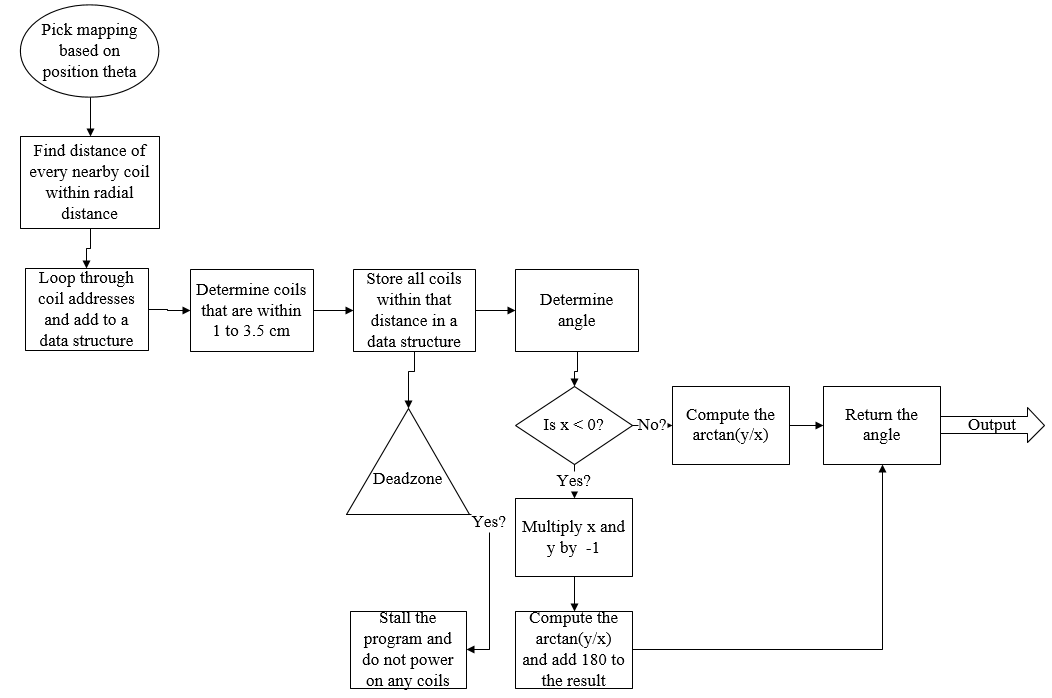 Pick mapping
based on
position theta
Find distance of
every nearby coil
within radial
distance
Loop through
coil addresses
and add to a
data structure
Determine coils
that are within
1 to 3.5 cm
Store all coils
within that
distance in a
data structure
Determine
angle
Is x < 0?
No?
Compute the
arctan(y/x)
Return the
angle
Output
Deadzone
Yes?
Yes?
Multiply x and
y by -1
Stall the
program and
do not power
on any coils
Compute the
arctan(y/x)
and add 180 to
the result